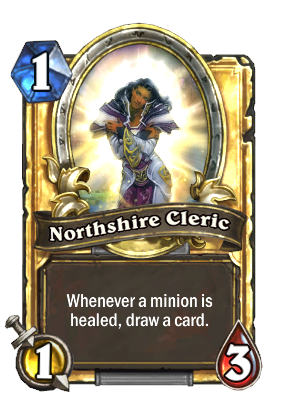 1
Northshire Cleric
Whenever a minion is
healed, draw a card.
1
3